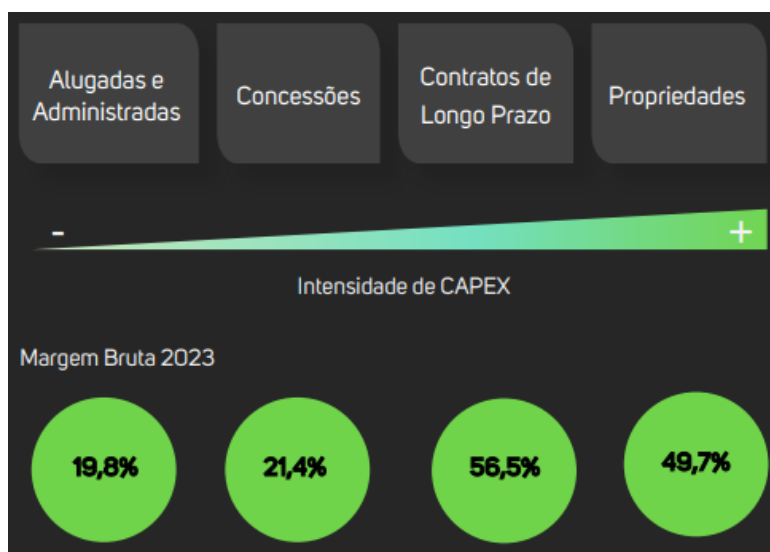 Alugadas e
Administradas
Concessões
Contratos de
Longo Prazo
Propriedades
-
+
Intensidade de CAPEX
Margem Bruta 2023
19,8%
21,4%
56,5%
49,7%